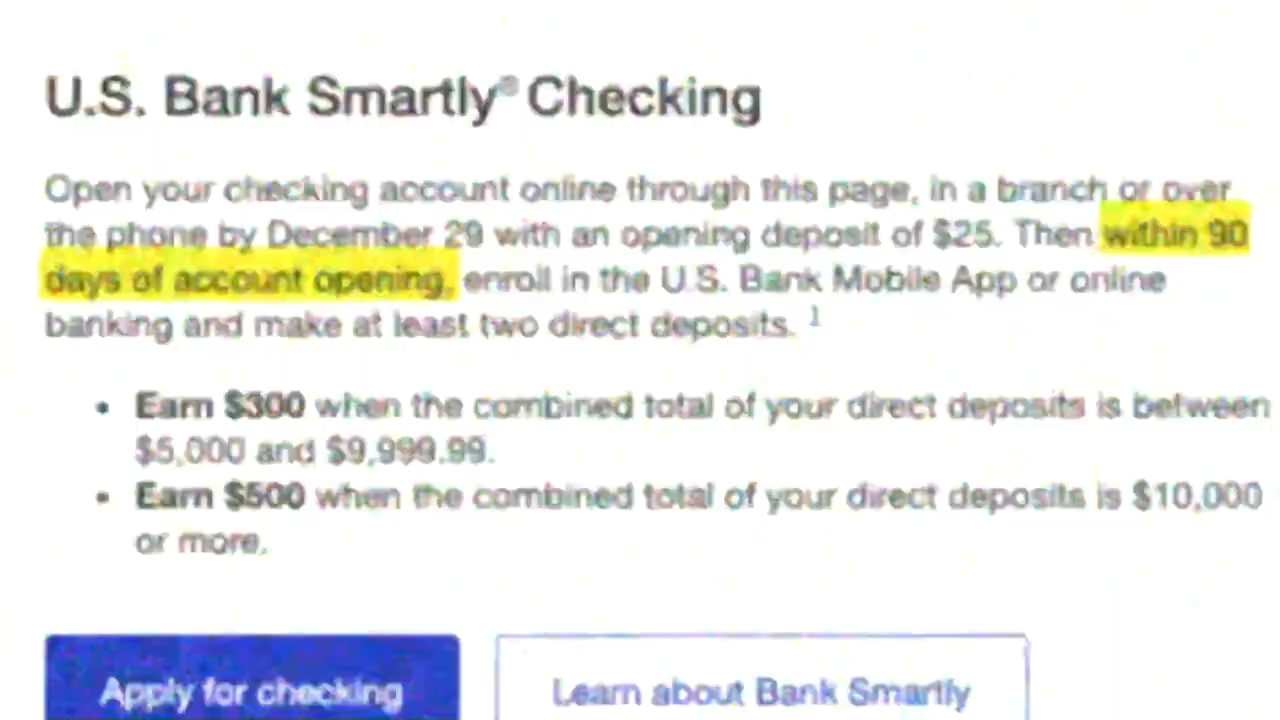 U.S. Bank Smartly® Checking
Open your checking account online through this page, in a branch or over
the phone by December 29 with an opening deposit of $25. Then within 90
days of account opening, enroll in the U.S. Bank Mobile App or online
banking and make at least two direct deposits. 1
• Earn $300 when the combined total of your direct deposits is between
$5,000 and $9,999.99.
• Earn $500 when the combined total of your direct deposits is $10,000
or more.
Apply for checking
Learn about Bank Smartly